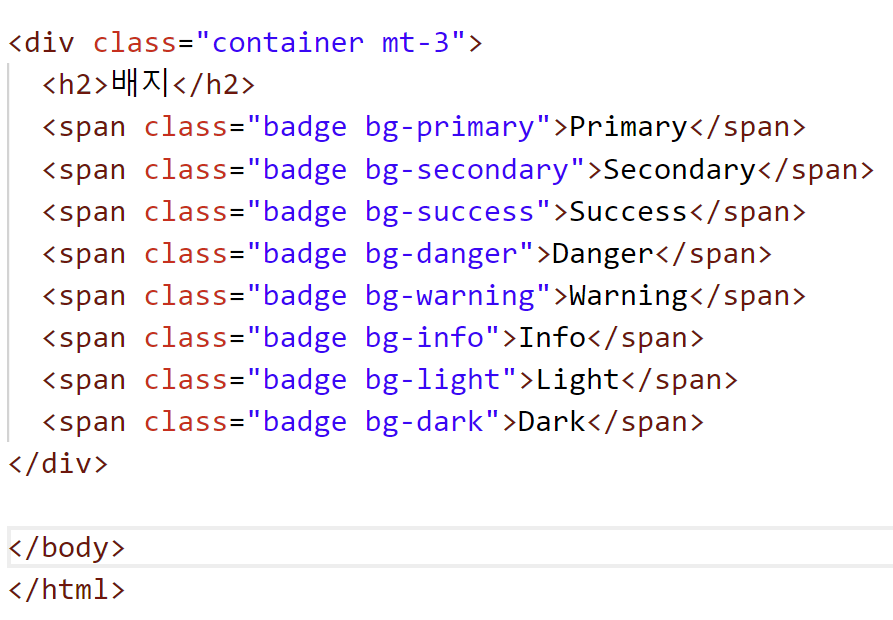 <div class="container mt-3">
<h2>배지</h2>
<span class="badge bg-primary">Primary</span>
<span class="badge bg-secondary">Secondary</span>
<span class="badge bg-success">Success</span>
<span class="badge bg-danger">Danger</span>
<span class="badge bg-warning">Warning</span>
<span class="badge bg-info">Info</span>
<span class="badge bg-light">Light</span>
<span class="badge bg-dark">Dark</span>
</div>
</body>
</html>